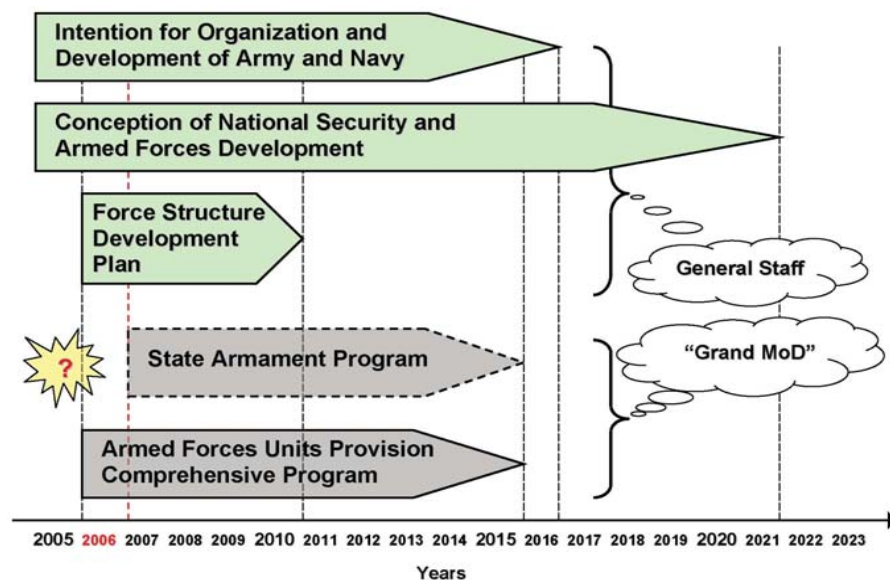 Intention for Organization and
Development of Army and Navy
Conception of National Security and
Armed Forces Development
Force Structure
Development
Plan
General Staff
?
State Armament Program
“Grand MoD”
Armed Forces Units Provision
Comprehensive Program
2005 2006 2007 2008 2009 2010 2011 2012 2013 2014 2015 2016 2017 2018 2019 2020 2021 2022 2023
Years